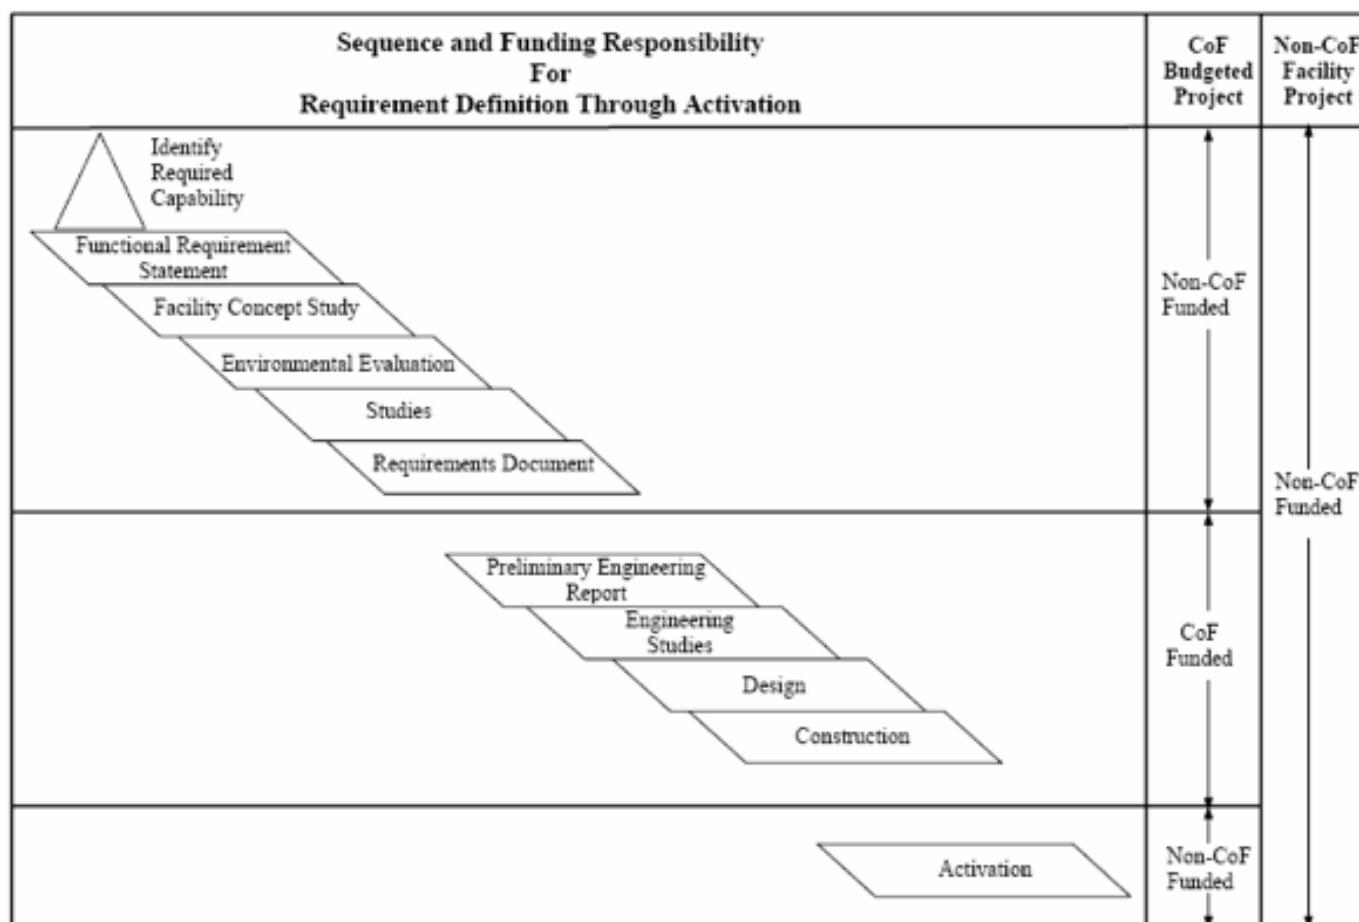 Sequence and Funding Responsibility
For
Requirement Definition Through Activation
CoF
Budgeted
Project
Non-CoF
Facility
Project
Identify
Required
Capability
Functional Requirement
Statement
Facility Concept Study
Environmental Evaluation
Studies
Requirements Document
Non-CoF
Funded
Non-CoF
Funded
Preliminary Engineering
Report
Engineering
Studies
Design
Construction
CoF
Funded
Activation
Non-CoF
Funded